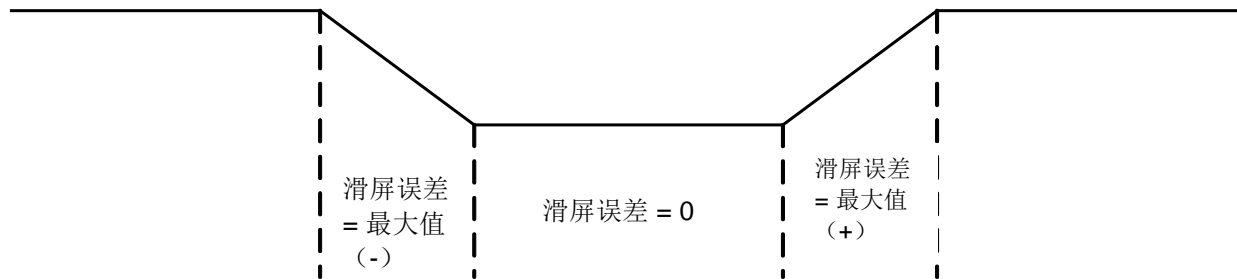 滑屏误差
= 最大值
（-）
滑屏误差 = 0
滑屏误差
= 最大值
（+）